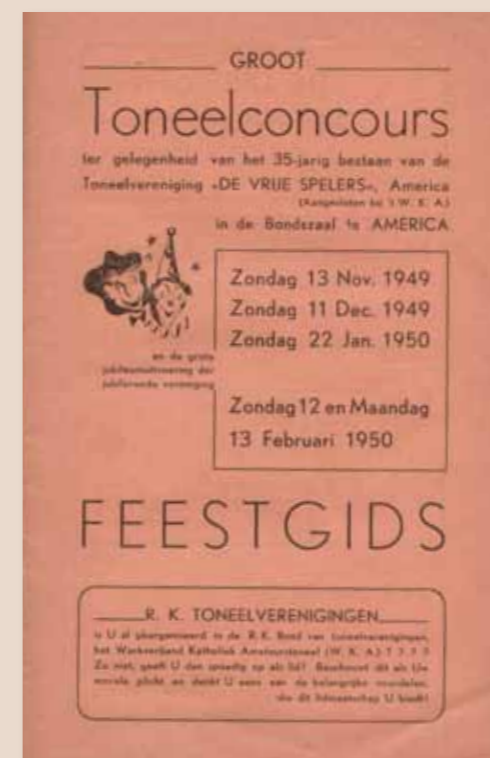 GROOT
Toneelconcours
ter gelegenheid van het 35-jarig bestaan van de
Toneelvereniging „DE VRIJE SPELERS", America
(Aangesloten bij 't W. K. A.)
in de Bondszaal te AMERICA
Zondag 13 Nov. 1949
Zondag 11 Dec. 1949
Zondag 22 Jan. 1950
en de grote
jubileumuitvoering der
jubilerende vereniging
Zondag 12 en Maandag
13 Februari 1950
FEESTGIDS
R. K. TONEELVERENIGINGEN
is U al georganiseerd in de R. K. Bond van toneelverenigingen,
het Werkverband Katholiek Amateurtoneel (W. K. A.) ? ? ? ?
Zo niet, geeft U dan spoedig op als lid! Beschouwt dit als Uw
morele plicht en denkt U eens aan de belangrijke voordelen,
die dit lidmaatschap U biedt!